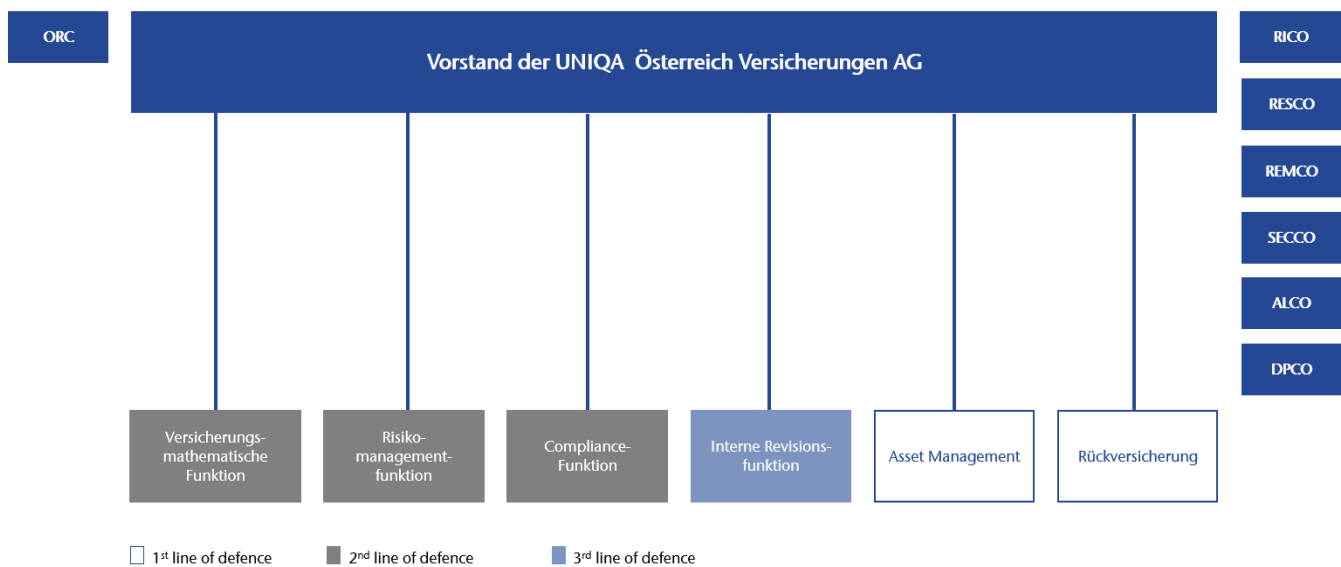 ORC
Vorstand der UNIQA Österreich Versicherungen AG
RICO
RESCO
REMCO
SECCO
ALCO
DPCO
Versicherungs-
mathematische
Funktion
Risiko-
management-
funktion
Compliance-
Funktion
Interne Revisions-
funktion
Asset Management
Rückversicherung
1st line of defence
2nd line of defence
3rd line of defence